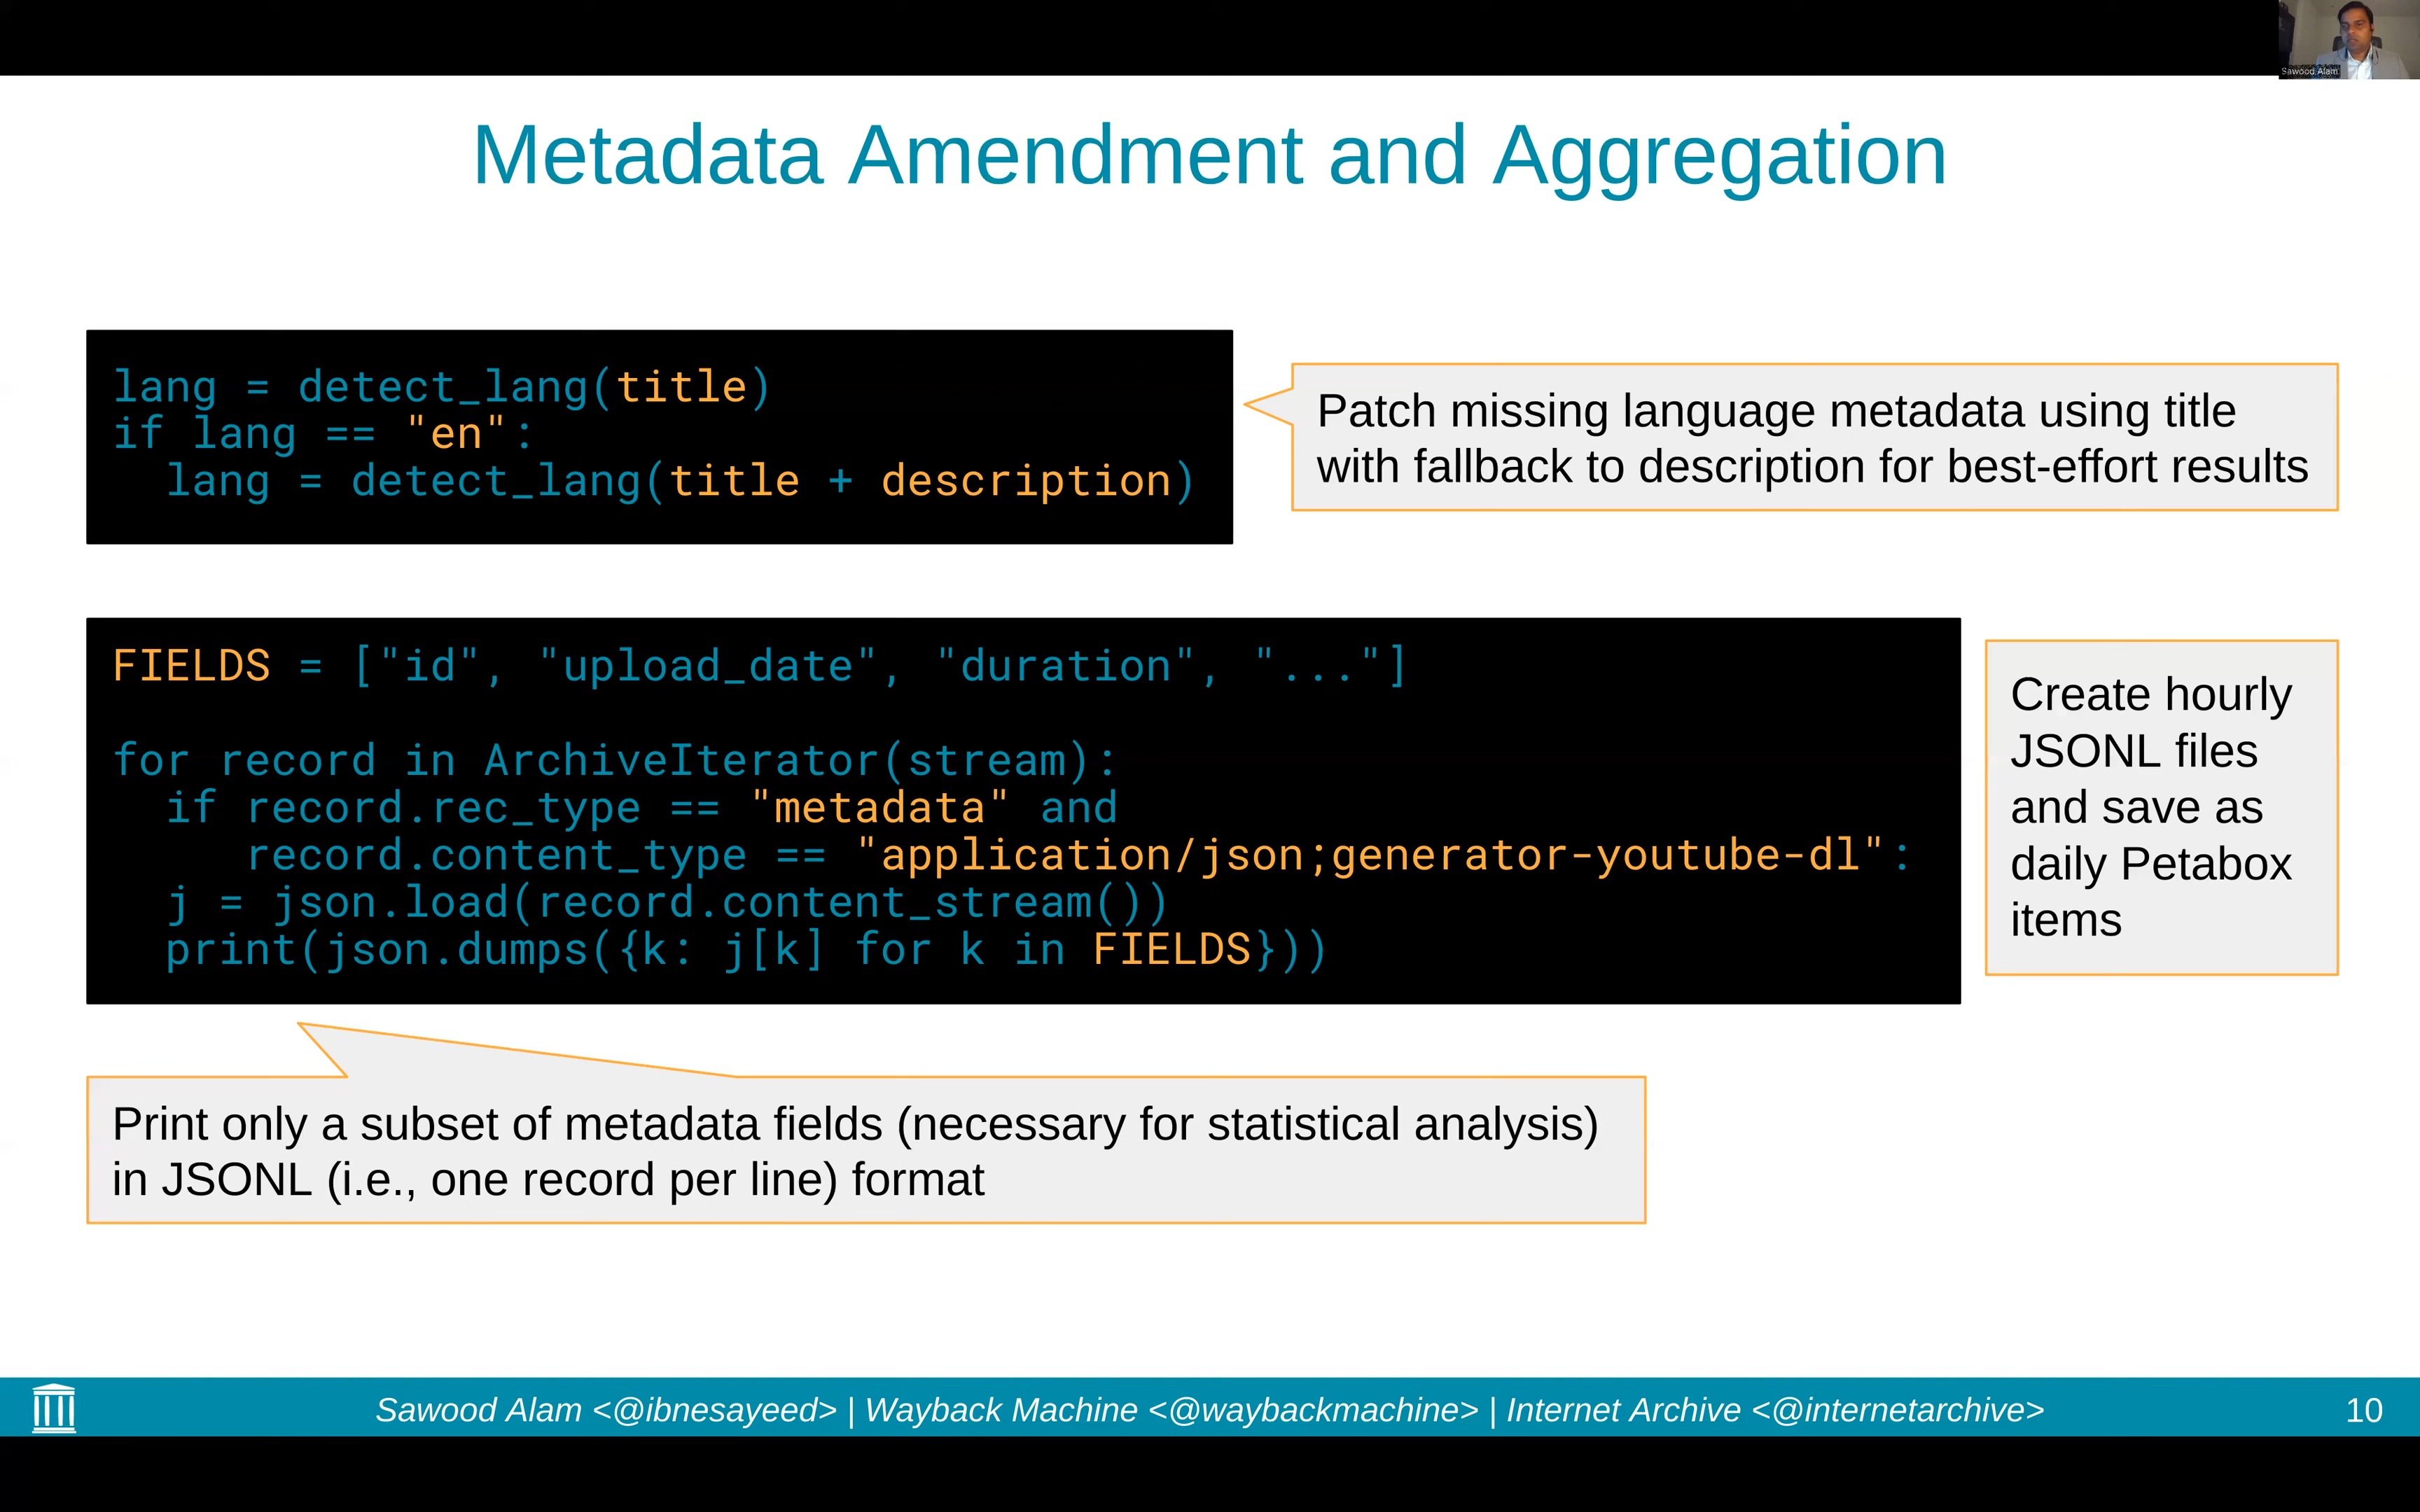 Sawood Alam
Metadata Amendment and Aggregation
lang = detect_lang(title)
if lang == "en":
  lang = detect_lang(title + description)
Patch missing language metadata using title
with fallback to description for best-effort results
FIELDS = ["id", "upload_date", "duration", "..."]
for record in ArchiveIterator(stream):
  if record.rec_type == "metadata" and
     record.content_type == "application/json;generator-youtube-dl":
  j = json.load(record.content_stream())
  print(json.dumps({k: j[k] for k in FIELDS}))
Create hourly
JSONL files
and save as
daily Petabox
items
Print only a subset of metadata fields (necessary for statistical analysis)
in JSONL (i.e., one record per line) format
Sawood Alam <@ibnesayeed> | Wayback Machine <@waybackmachine> | Internet Archive <@internetarchive>
10